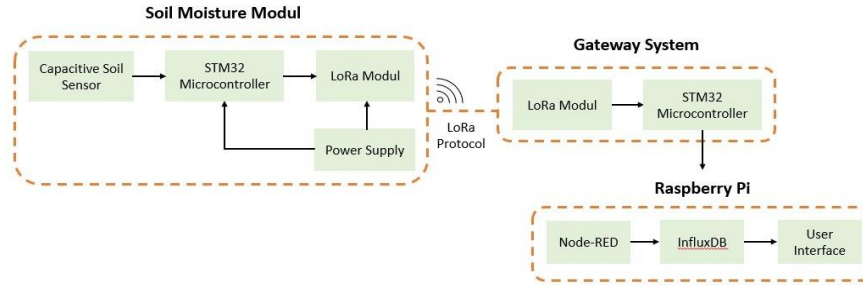 Soil Moisture Modul
Capacitive Soil
Sensor
STM32
Microcontroller
LoRa Modul
Power Supply
LoRa
Protocol
Gateway System
LoRa Modul
STM32
Microcontroller
Raspberry Pi
Node-RED
InfluxDB
User
Interface